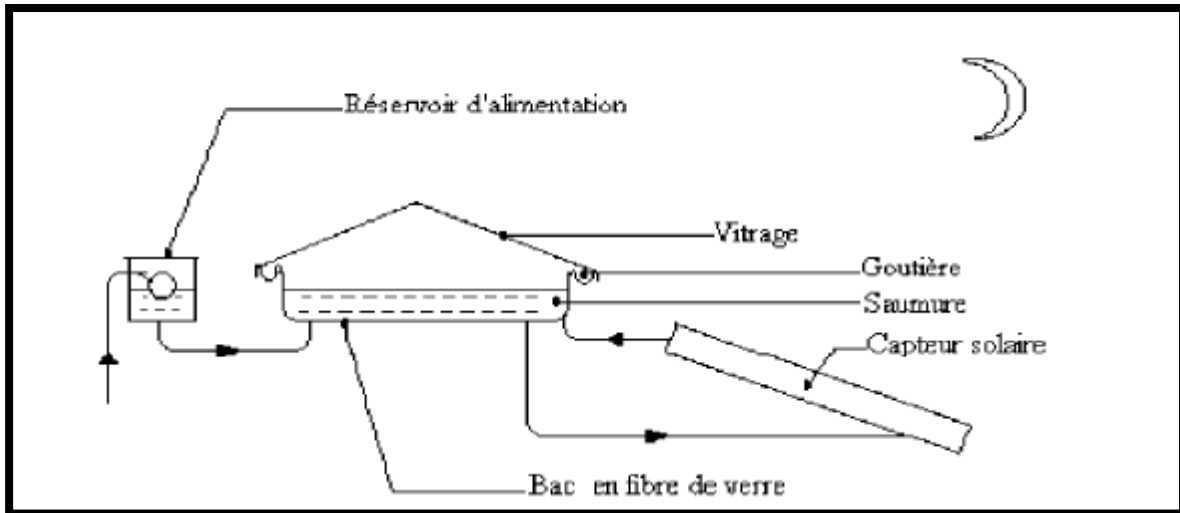 Réservoir d'alimentation
Vitrage
Goutière
Saumure
Capteur solaire
Bac en fibre de verre